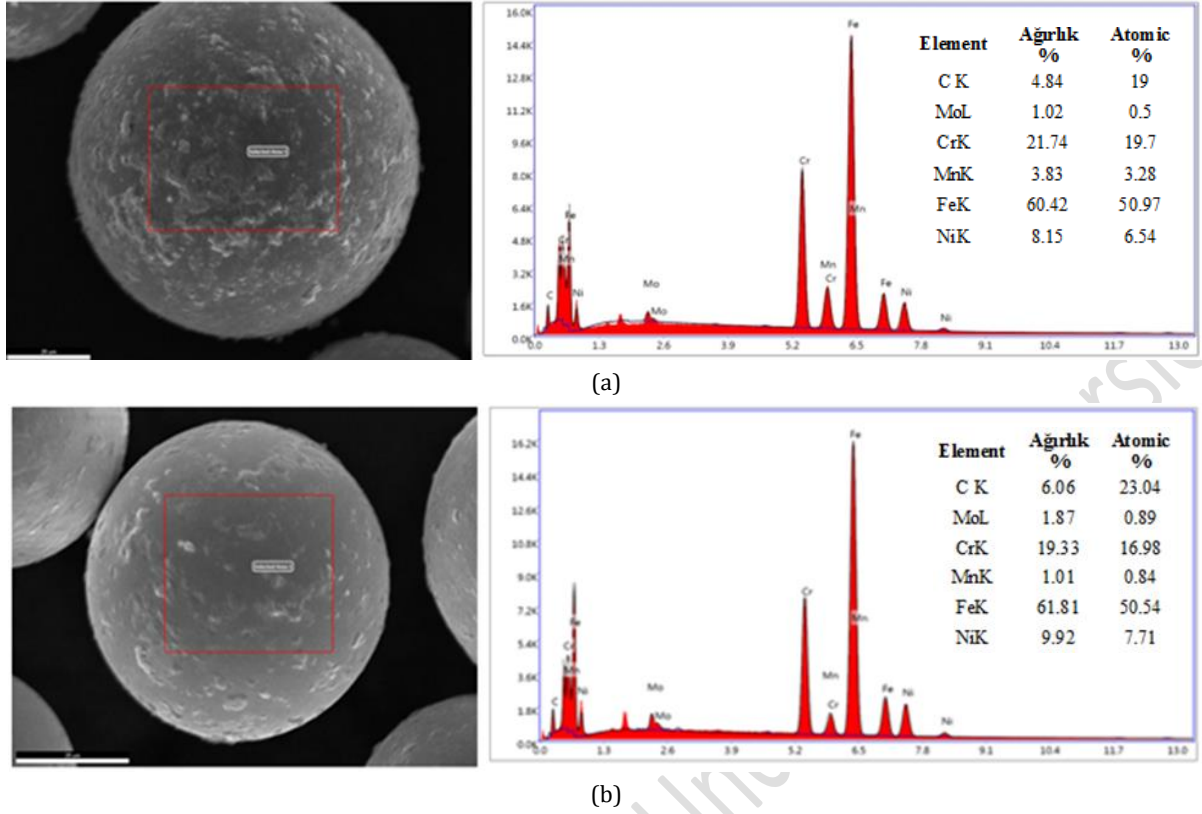 16.0K
14.4K
12.8K
11.2K
9.6K
8.0K
6.4K
4.8K
3.2K
1.6K
0.0K
0.0 1.3 2.6 3.9 5.2 6.5 7.8 9.1 10.4 11.7 13.0
C
Fe
Cr
Mn
Ni
Mo
Mo
Cr
Mn
Cr
Fe
Mn
Fe
Ni
Ni
Element Ağırlık % Atomic %
C K 4.84 19
MoL 1.02 0.5
CrK 21.74 19.7
MnK 3.83 3.28
FeK 60.42 50.97
NiK 8.15 6.54
(a)
16.2K
14.4K
12.6K
10.8K
9.0K
7.2K
5.4K
3.6K
1.8K
0.0K
0.0 1.3 2.6 3.9 5.2 6.5 7.8 9.1 10.4 11.7 13.0
C
Fe
Cr
Mn
Ni
Mo
Mo
Cr
Mn
Cr
Fe
Mn
Fe
Ni
Ni
Element Ağırlık % Atomic %
C K 6.06 23.04
MoL 1.87 0.89
CrK 19.33 16.98
MnK 1.01 0.84
FeK 61.81 50.54
NiK 9.92 7.71
(b)